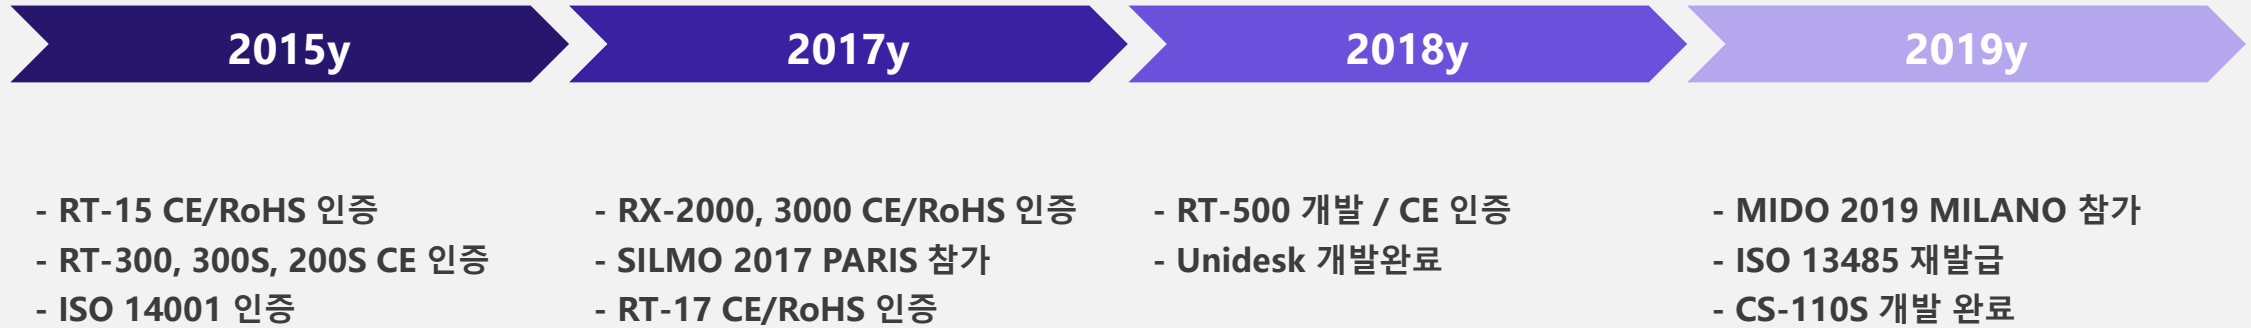 2015y
- RT-15 CE/RoHS 인증
- RT-300, 300S, 200S CE 인증
- ISO 14001 인증
2017y
- RX-2000, 3000 CE/RoHS 인증
- SILMO 2017 PARIS 참가
- RT-17 CE/RoHS 인증
2018y
- RT-500 개발 / CE 인증
- Unidesk 개발완료
2019y
- MIDO 2019 MILANO 참가
- ISO 13485 재발급
- CS-110S 개발 완료